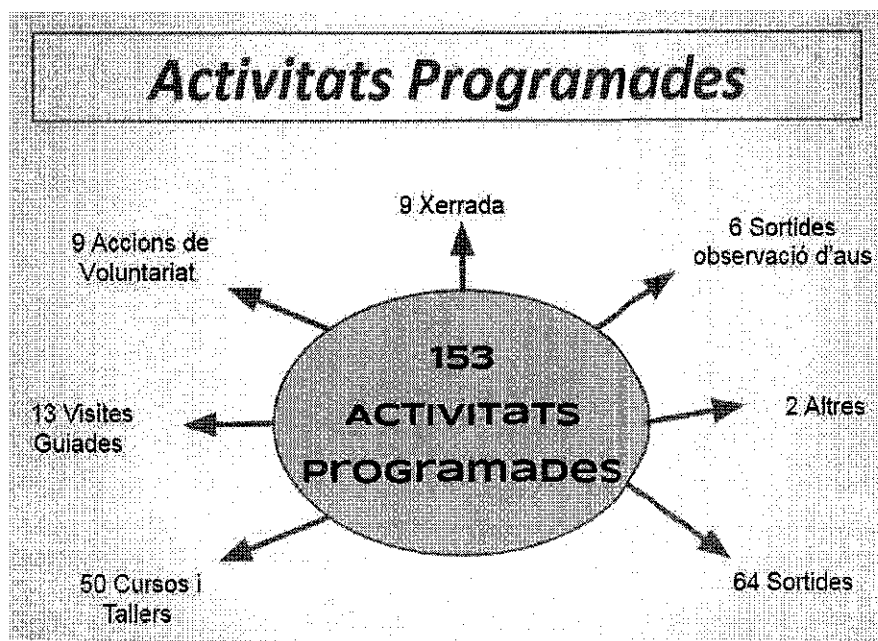 Activitats Programades
9 Xerrada
6 Sortides
observació d'aus
9 Accions de
Voluntariat
153
ACTIVITATS
PROGRAMADES
2 Altres
13 Visites
Guiades
64 Sortides
50 Cursos i
Tallers